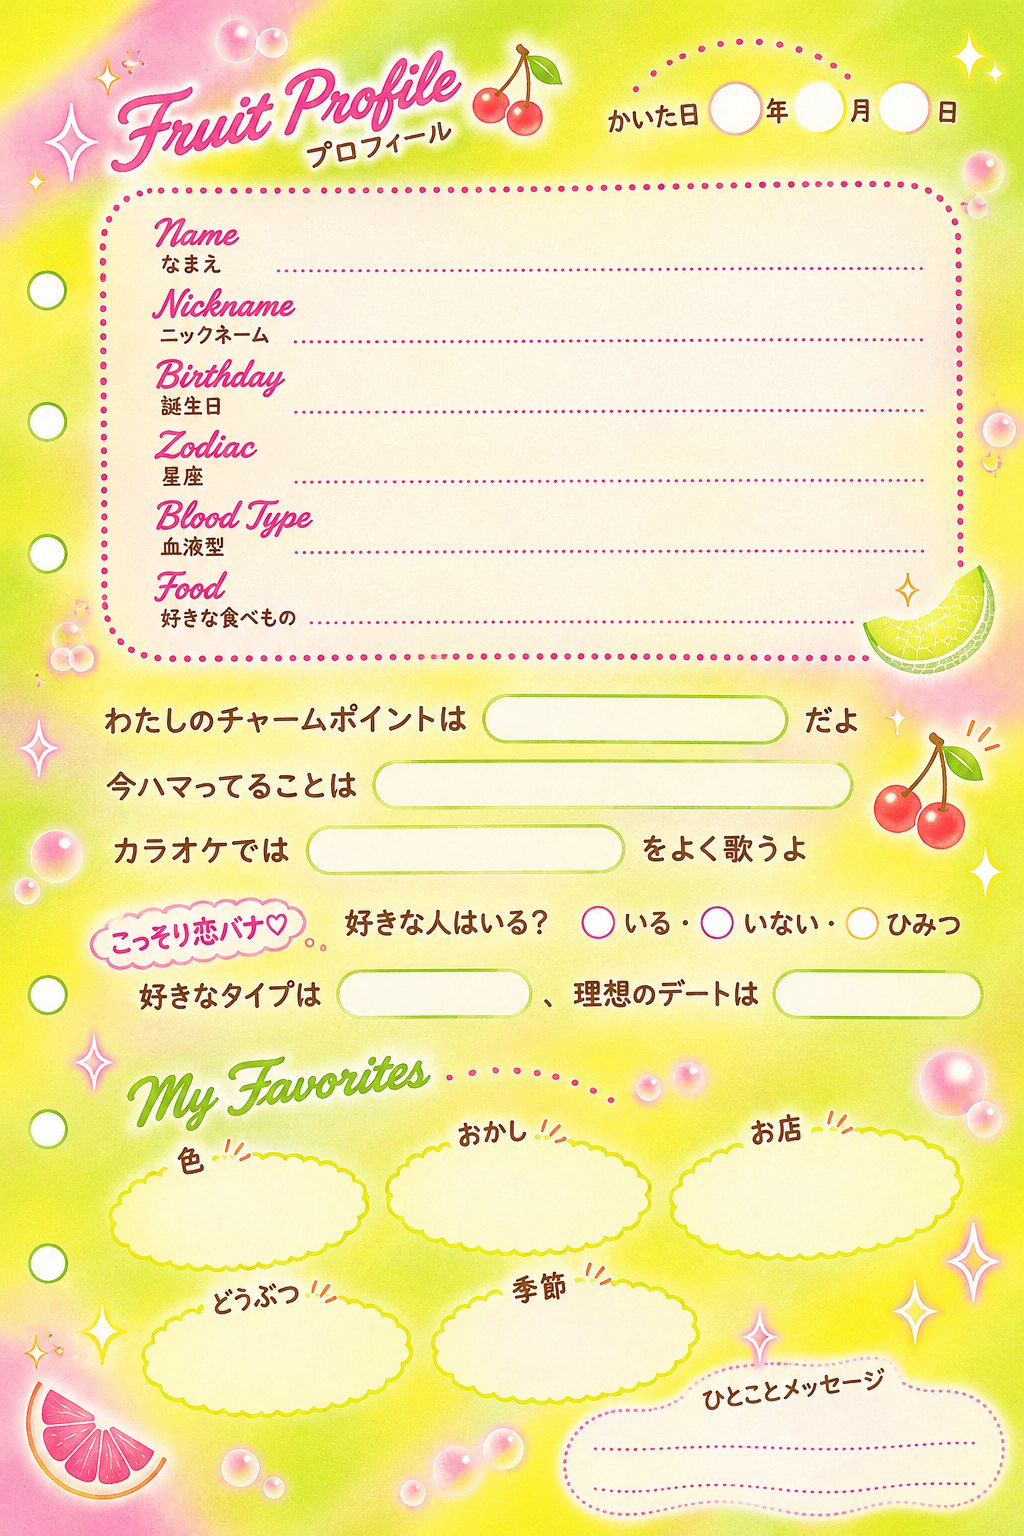 Fruit Profile
プロフィール
かいた日 年 月 日
Name
なまえ
Nickname
ニックネーム
Birthday
誕生日
Zodiac
星座
Blood Type
血液型
Food
好きな食べもの
わたしのチャームポイントは だよ
今ハマってることは
カラオケでは をよく歌うよ
こっそり恋バナ♡
好きな人はいる? いる・ いない・ ひみつ
好きなタイプは 、理想のデートは
My Favorites
色
おかし
お店
どうぶつ
季節
ひとことメッセージ